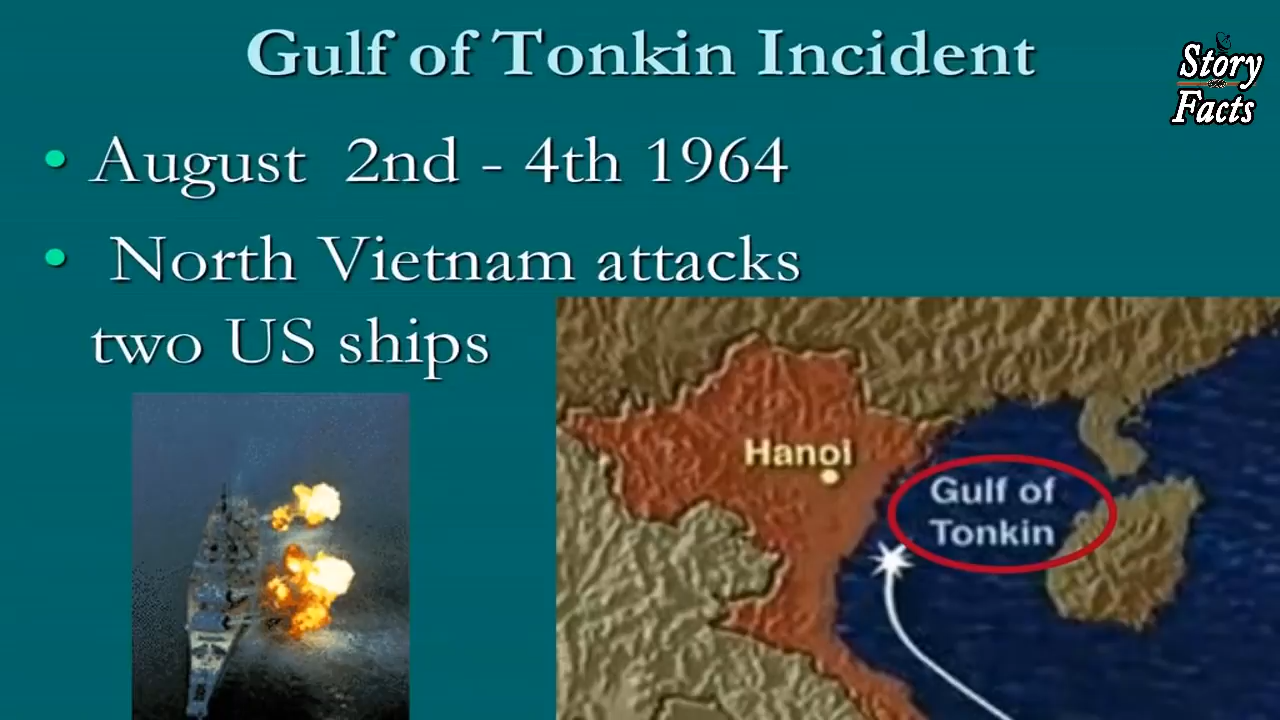 Gulf of Tonkin Incident
Story
Facts
• August 2nd - 4th 1964
• North Vietnam attacks
two US ships
Hanoi
Gulf of
Tonkin